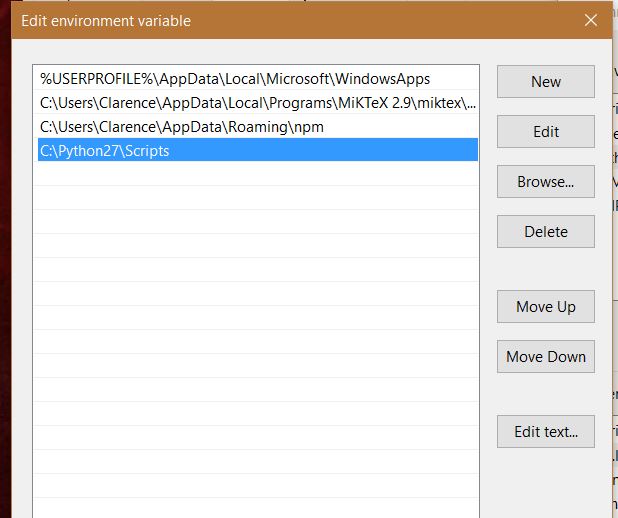 Edit environment variable
%USERPROFILE%\AppData\Local\Microsoft\WindowsApps
C:\Users\Clarence\AppData\Local\Programs\MiKTeX 2.9\miktex\...
C:\Users\Clarence\AppData\Roaming\npm
C:\Python27\Scripts
New
Edit
Browse...
Delete
Move Up
Move Down
Edit text...